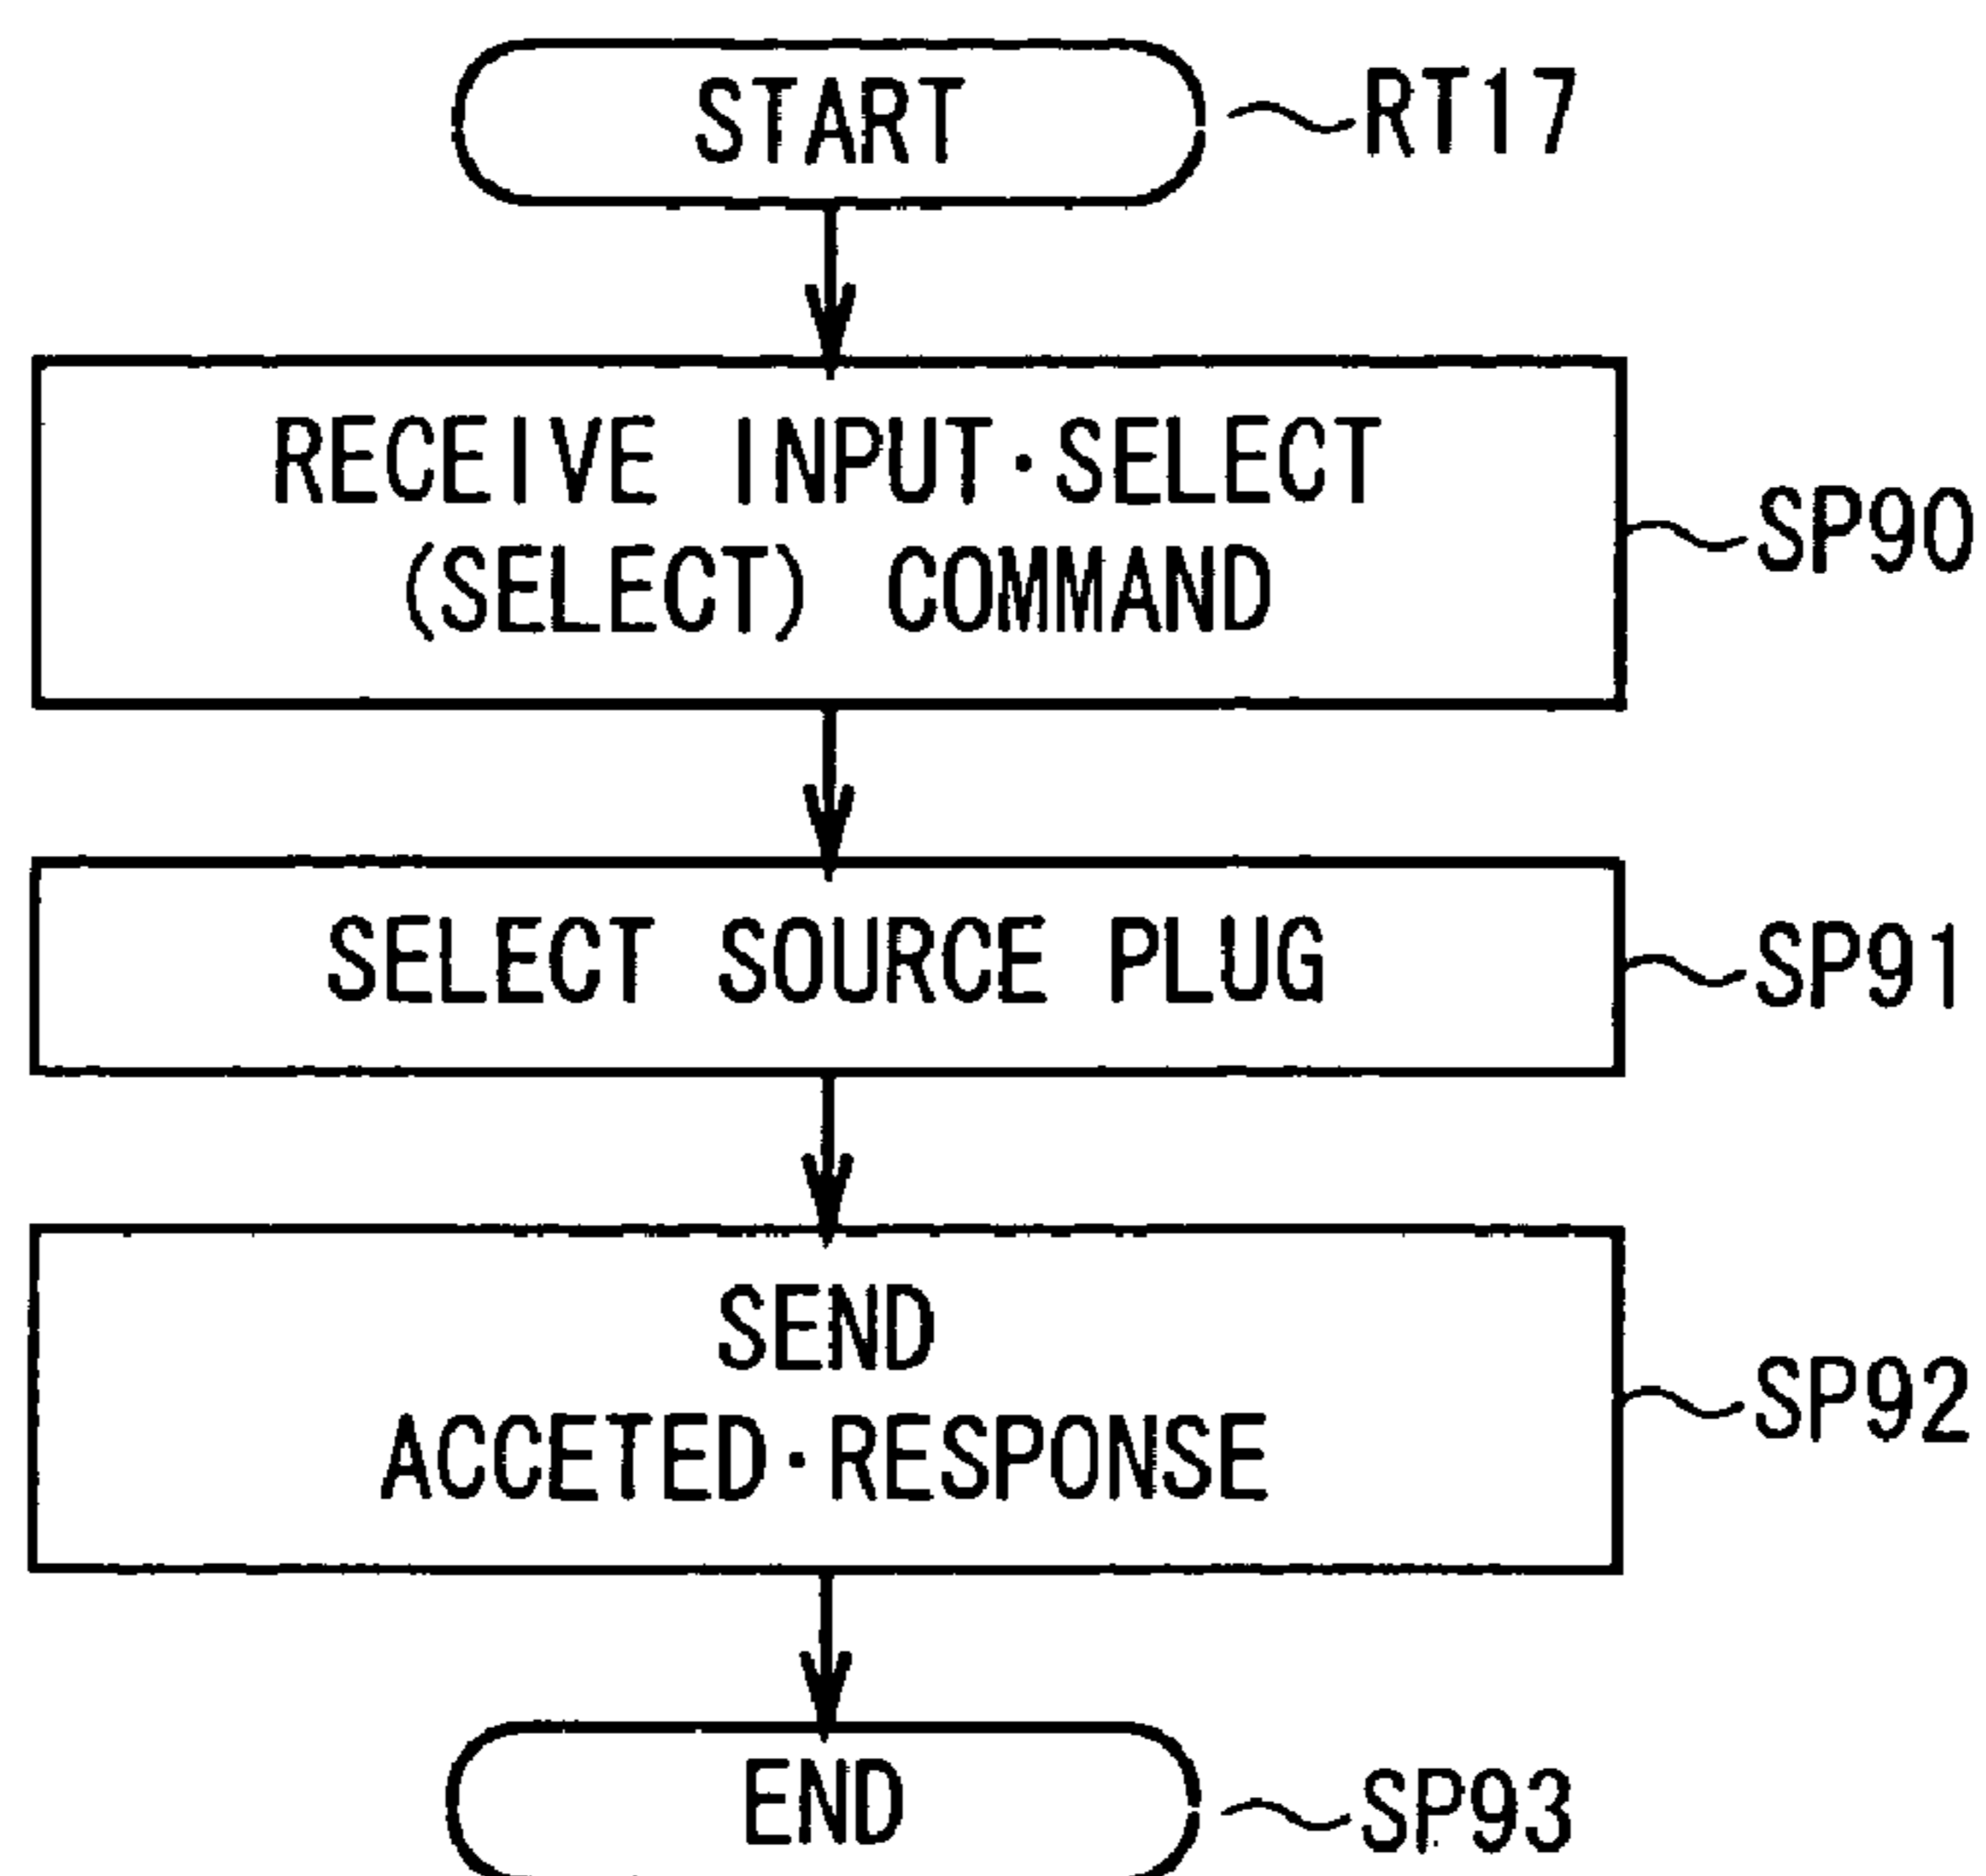 START
RT17
RECEIVE INPUT·SELECT
(SELECT) COMMAND
SP90
SELECT SOURCE PLUG
SP91
SEND
ACCETED·RESPONSE
SP92
END
SP93